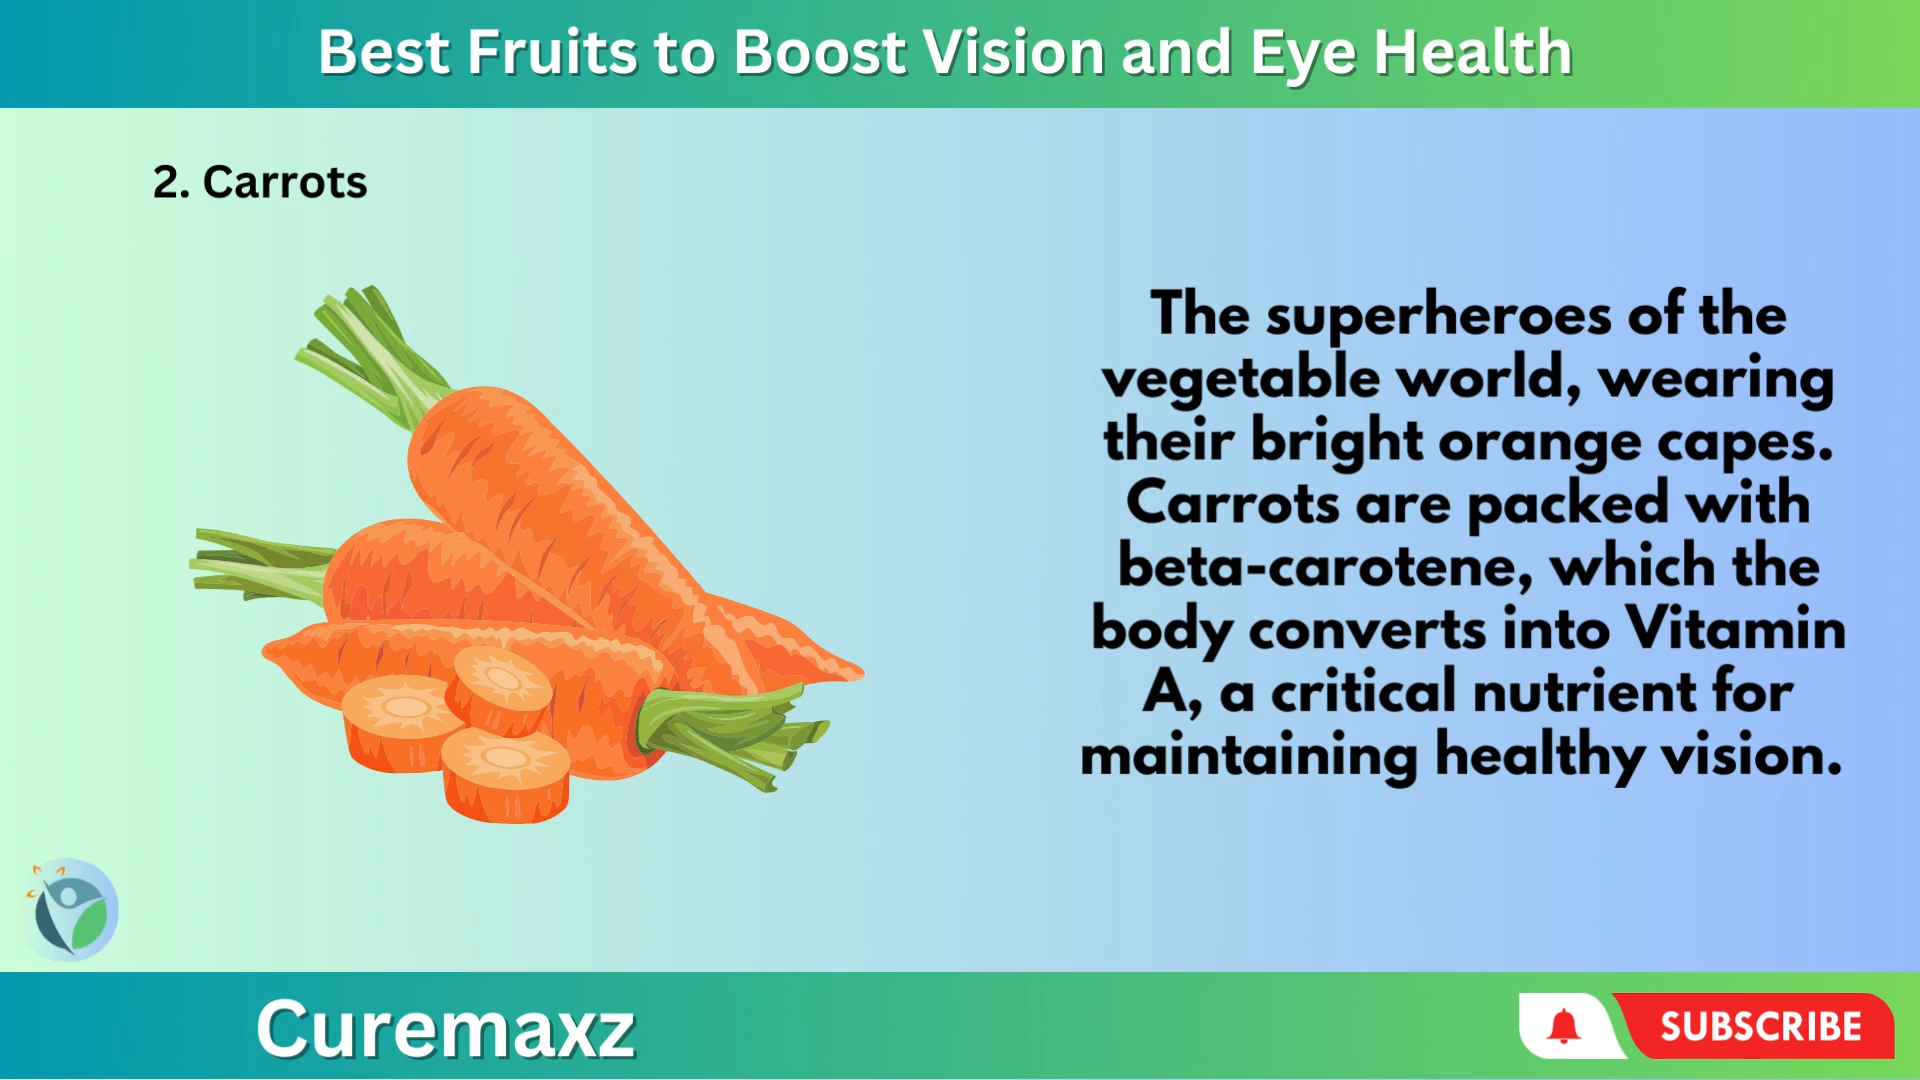 Best Fruits to Boost Vision and Eye Health
2. Carrots
The superheroes of the
vegetable world, wearing
their bright orange capes.
Carrots are packed with
beta-carotene, which the
body converts into Vitamin
A, a critical nutrient for
maintaining healthy vision.
Curemaxz
SUBSCRIBE